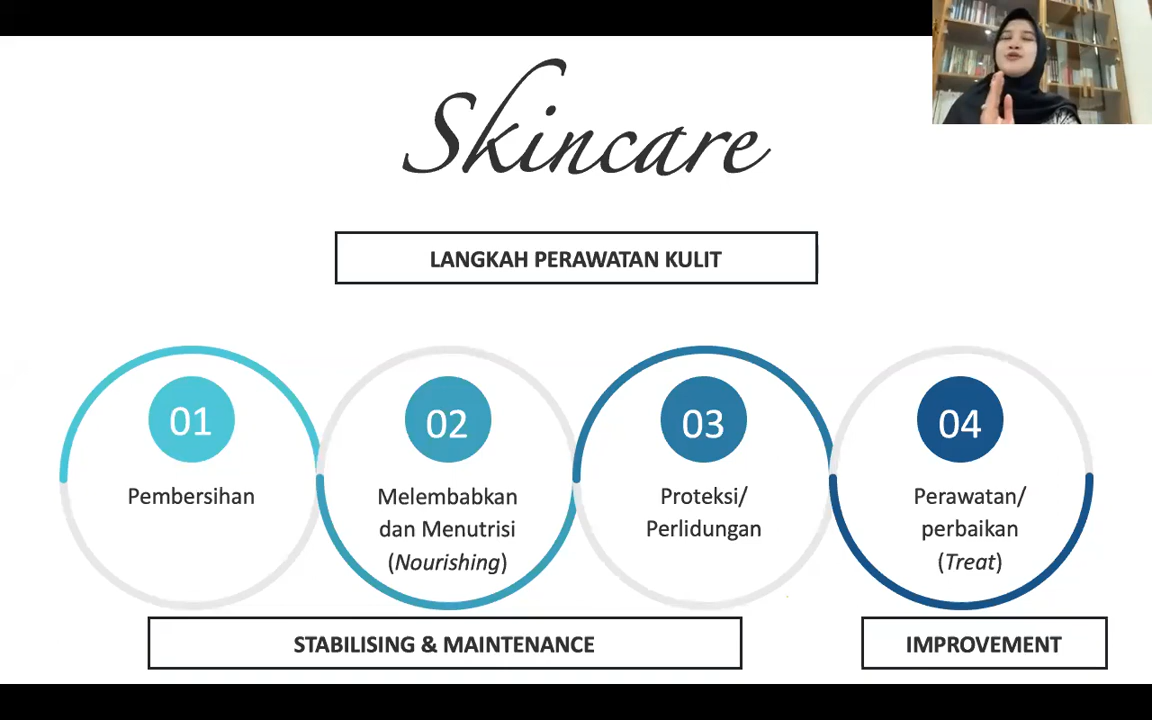 Skincare
LANGKAH PERAWATAN KULIT
01
Pembersihan
02
Melembabkan
dan Menutrisi
(Nourishing)
03
Proteksi/
Perlidungan
04
Perawatan/
perbaikan
(Treat)
STABILISING & MAINTENANCE
IMPROVEMENT